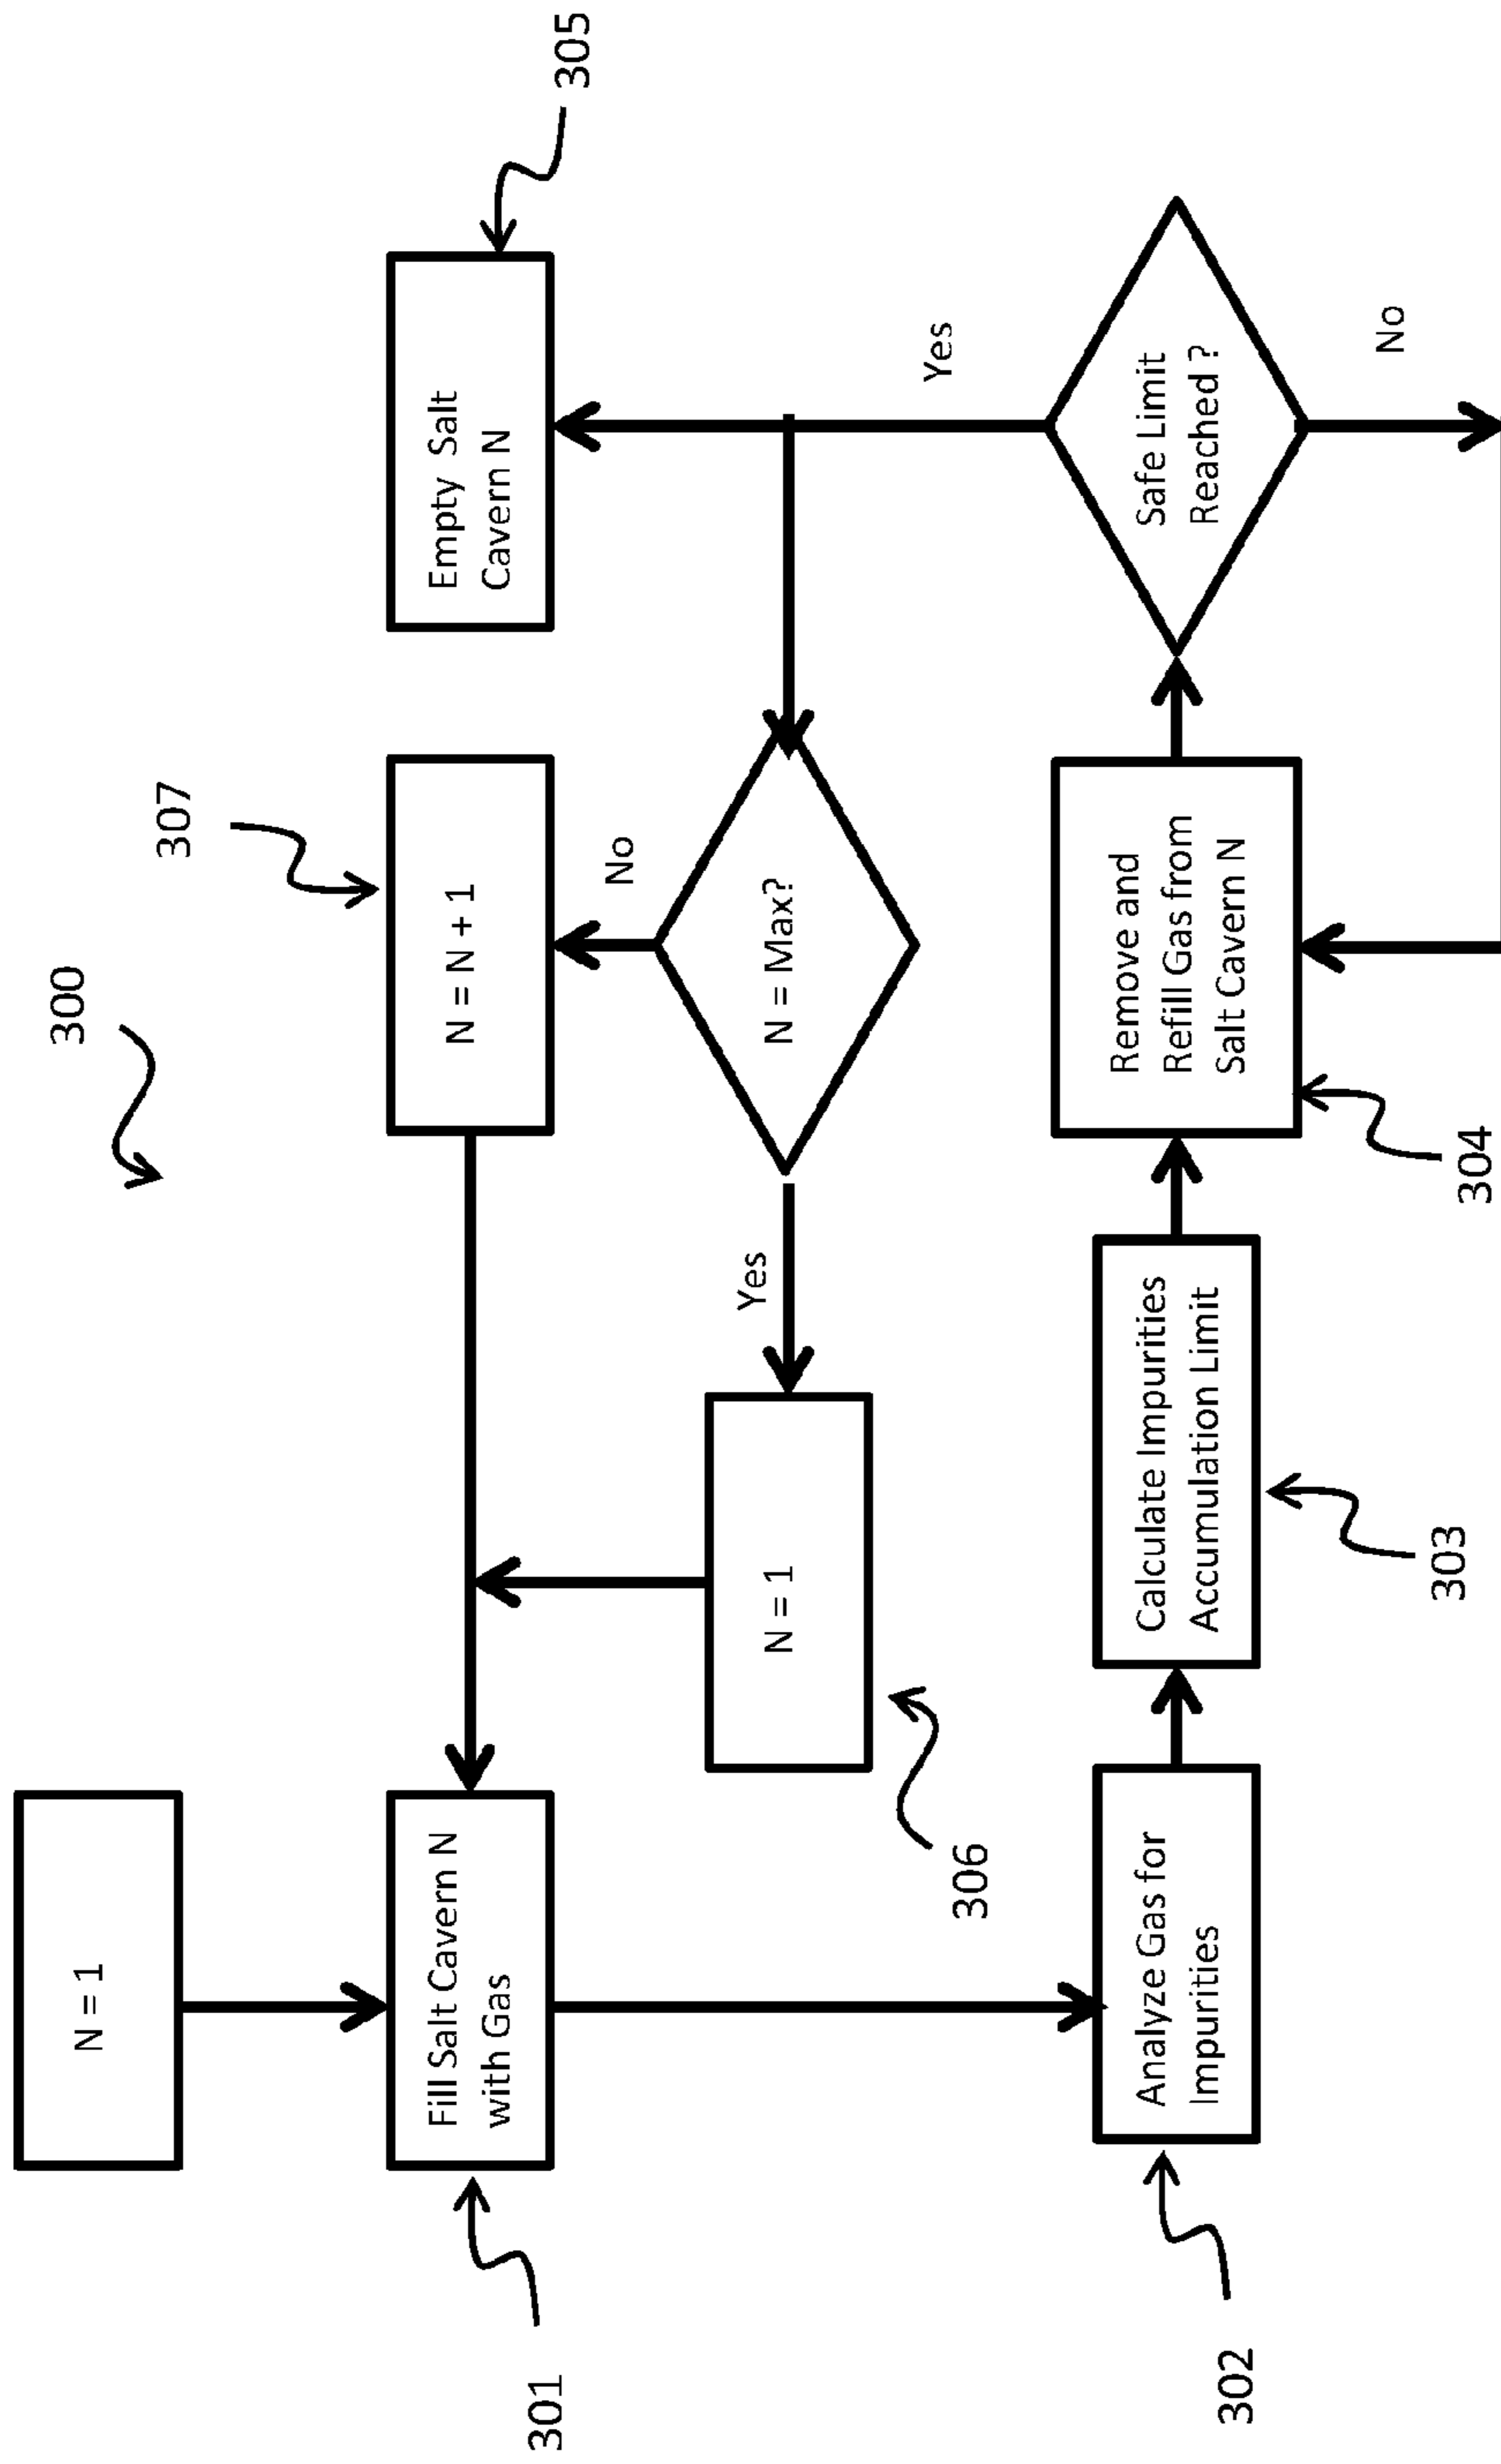 300
N = 1
307
305
Fill Salt Cavern N
with Gas
N = N + 1
Empty Salt
Cavern N
301
No
N = 1
Yes
N = Max?
306
Yes
Analyze Gas for
Impurities
Calculate Impurities
Accumulation Limit
Remove and
Refill Gas from
Salt Cavern N
Safe Limit
Reached ?
302
303
304
No